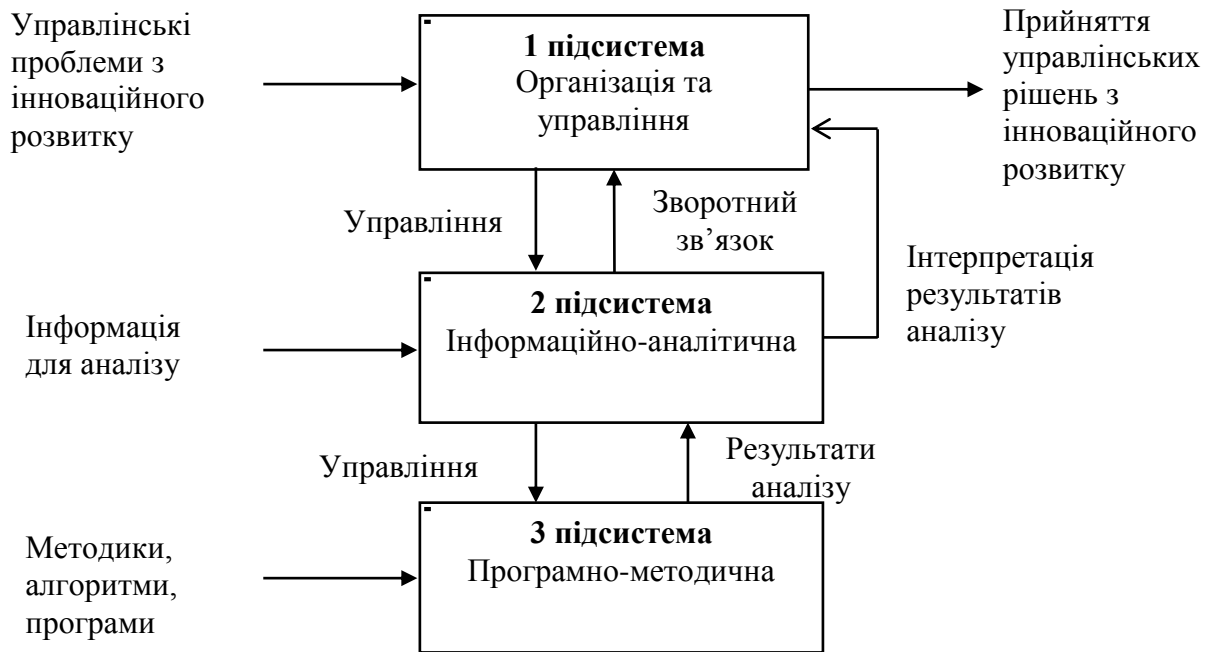 Управлінські
проблеми з
інноваційного
розвитку
1 підсистема
Організація та
управління
Прийняття
управлінських
рішень з
інноваційного
розвитку
Управління
Зворотний
зв’язок
Інтерпретація
результатів
аналізу
Інформація
для аналізу
2 підсистема
Інформаційно-аналітична
Управління
Результати
аналізу
Методики,
алгоритми,
програми
3 підсистема
Програмно-методична